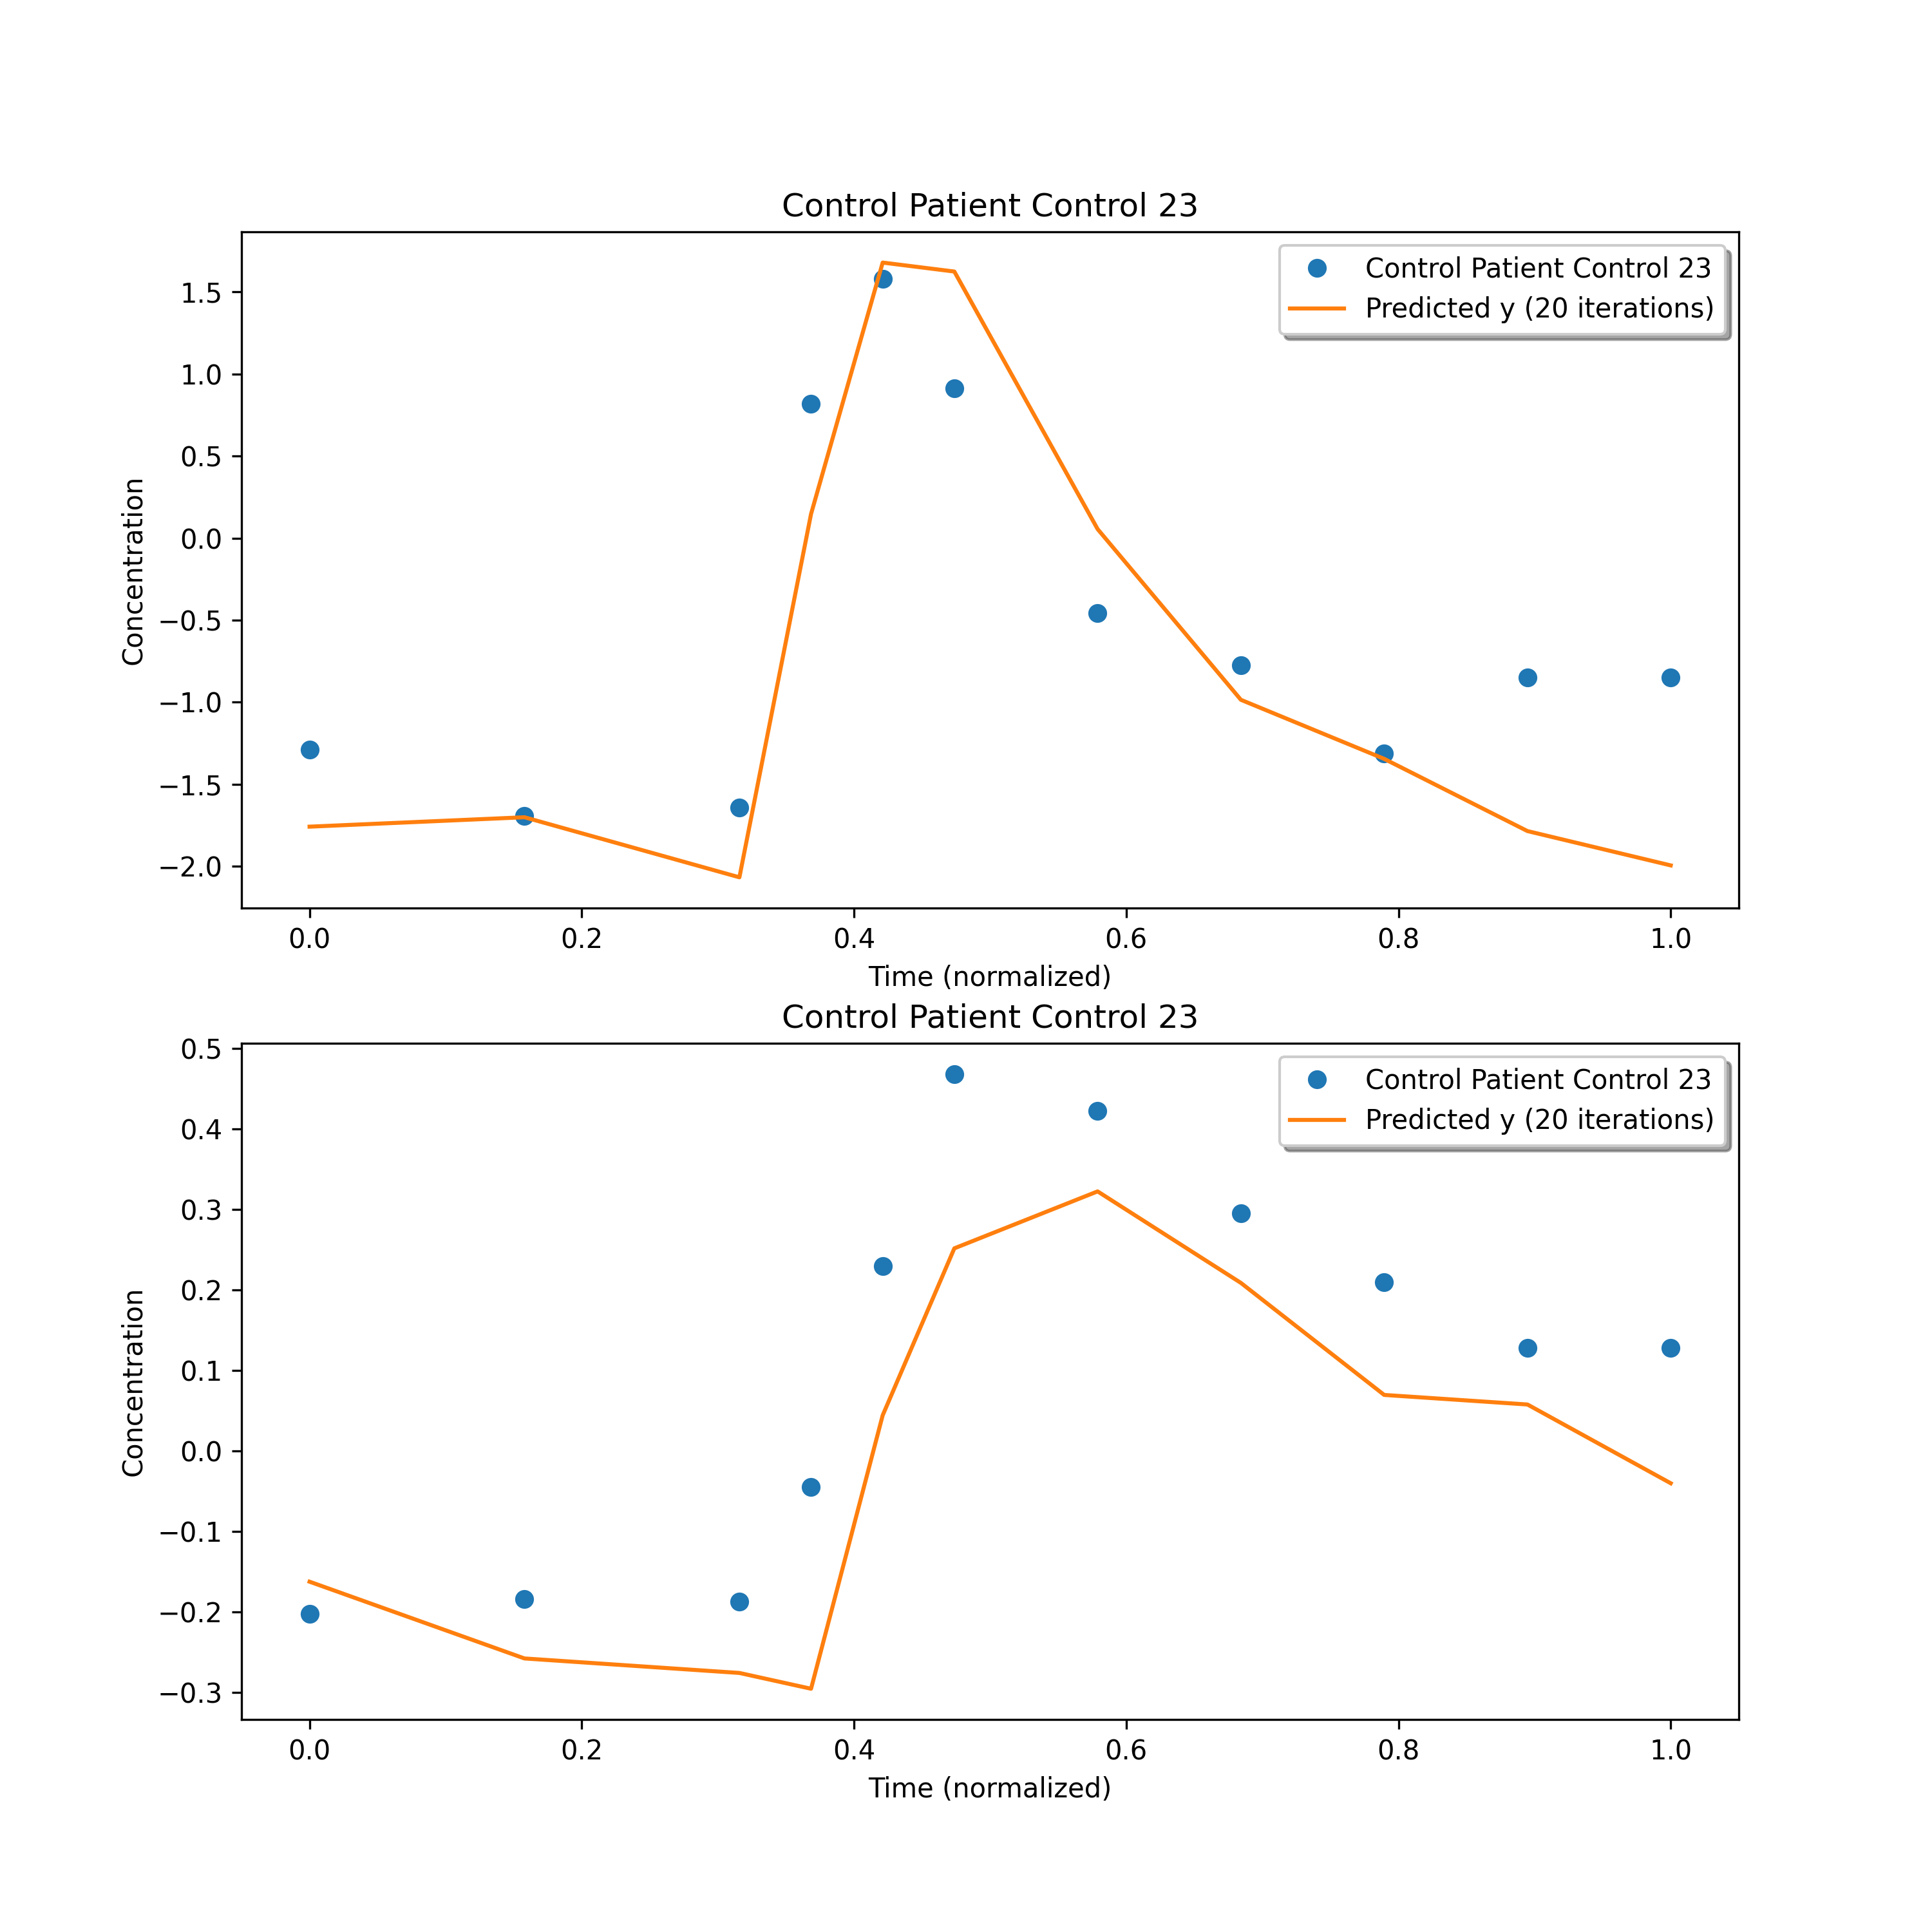 Control Patient Control 23
Control Patient Control 23
Predicted y (20 iterations)
1.5
1.0
0.5
0.0
−0.5
−1.0
−1.5
−2.0
Concentration
0.0 0.2 0.4 0.6 0.8 1.0
Time (normalized)
Control Patient Control 23
Control Patient Control 23
Predicted y (20 iterations)
0.5
0.4
0.3
0.2
0.1
0.0
−0.1
−0.2
−0.3
Concentration
0.0 0.2 0.4 0.6 0.8 1.0
Time (normalized)